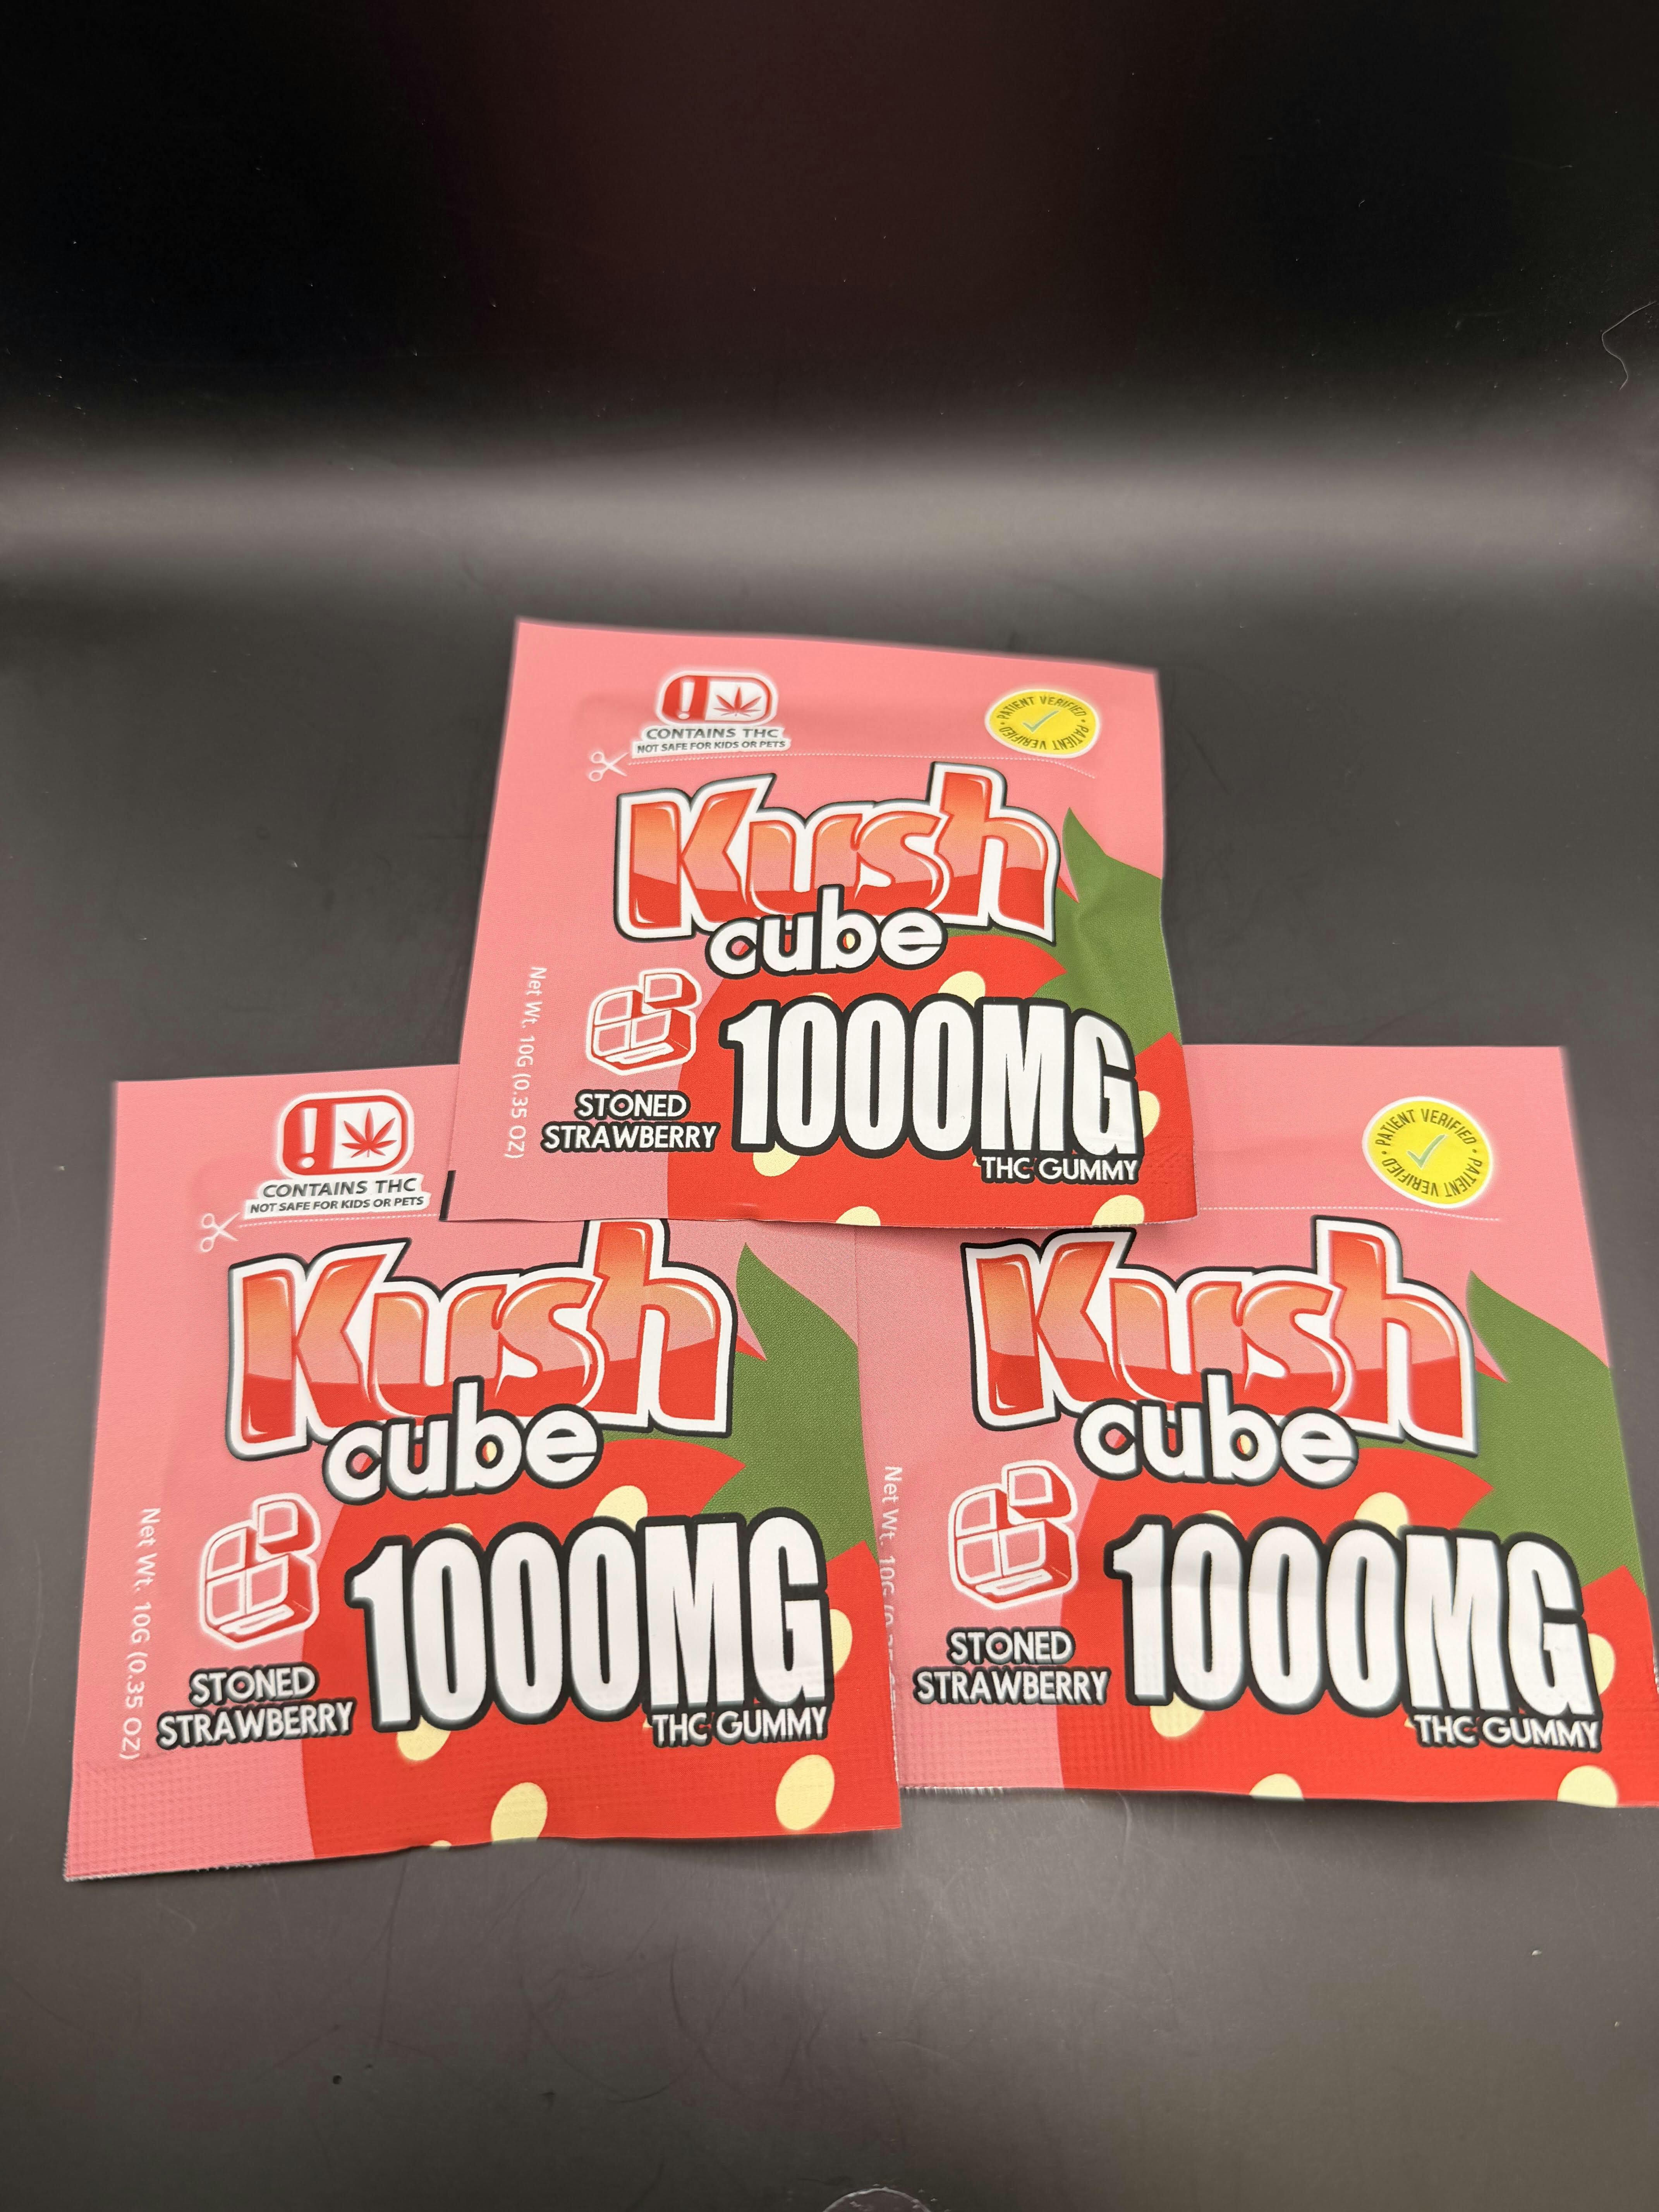 CONTAINS THC
NOT SAFE FOR KIDS OR PETS
PATIENT VERIFIED • PATIENT VERIFIED •
Kush
cube
1000MG
THC GUMMY
STONED
STRAWBERRY
Net Wt. 10G (0.35 OZ)
CONTAINS THC
NOT SAFE FOR KIDS OR PETS
Kush
cube
1000MG
THC GUMMY
STONED
STRAWBERRY
Net Wt. 10G (0.35 OZ)
PATIENT VERIFIED • PATIENT VERIFIED •
Kush
cube
1000MG
THC GUMMY
STONED
STRAWBERRY
Net Wt. 10G